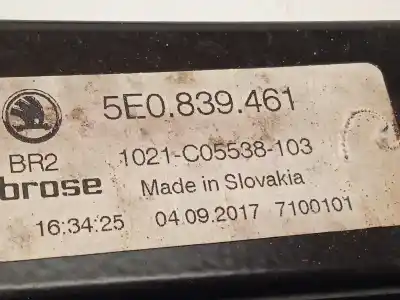 5E0.839.461
BR2
1021-C05538-103
brose
Made in Slovakia
16:34:25
04.09.2017 7100101